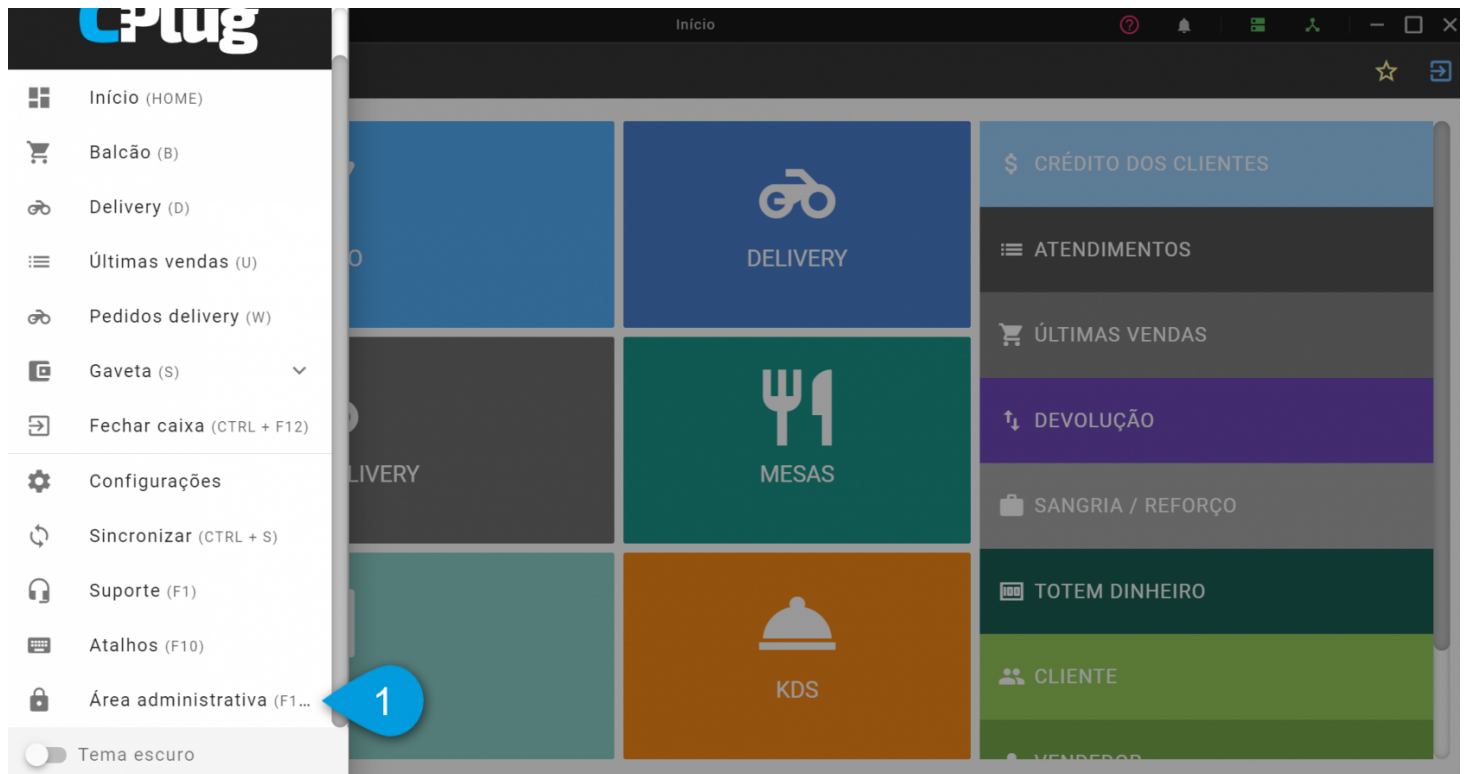 CPlug
Início
Início (HOME)
Balcão (B)
Delivery (D)
Últimas vendas (U)
Pedidos delivery (W)
Gaveta (S)
Fechar caixa (CTRL + F12)
Configurações
Sincronizar (CTRL + S)
Suporte (F1)
Atalhos (F10)
Área administrativa (F1...
1
Tema escuro
O
DELIVERY
LIVERY
MESAS
KDS
$ CRÉDITO DOS CLIENTES
ATENDIMENTOS
ÚLTIMAS VENDAS
DEVOLUÇÃO
SANGRIA / REFORÇO
100 TOTEM DINHEIRO
CLIENTE
VENDEDOR